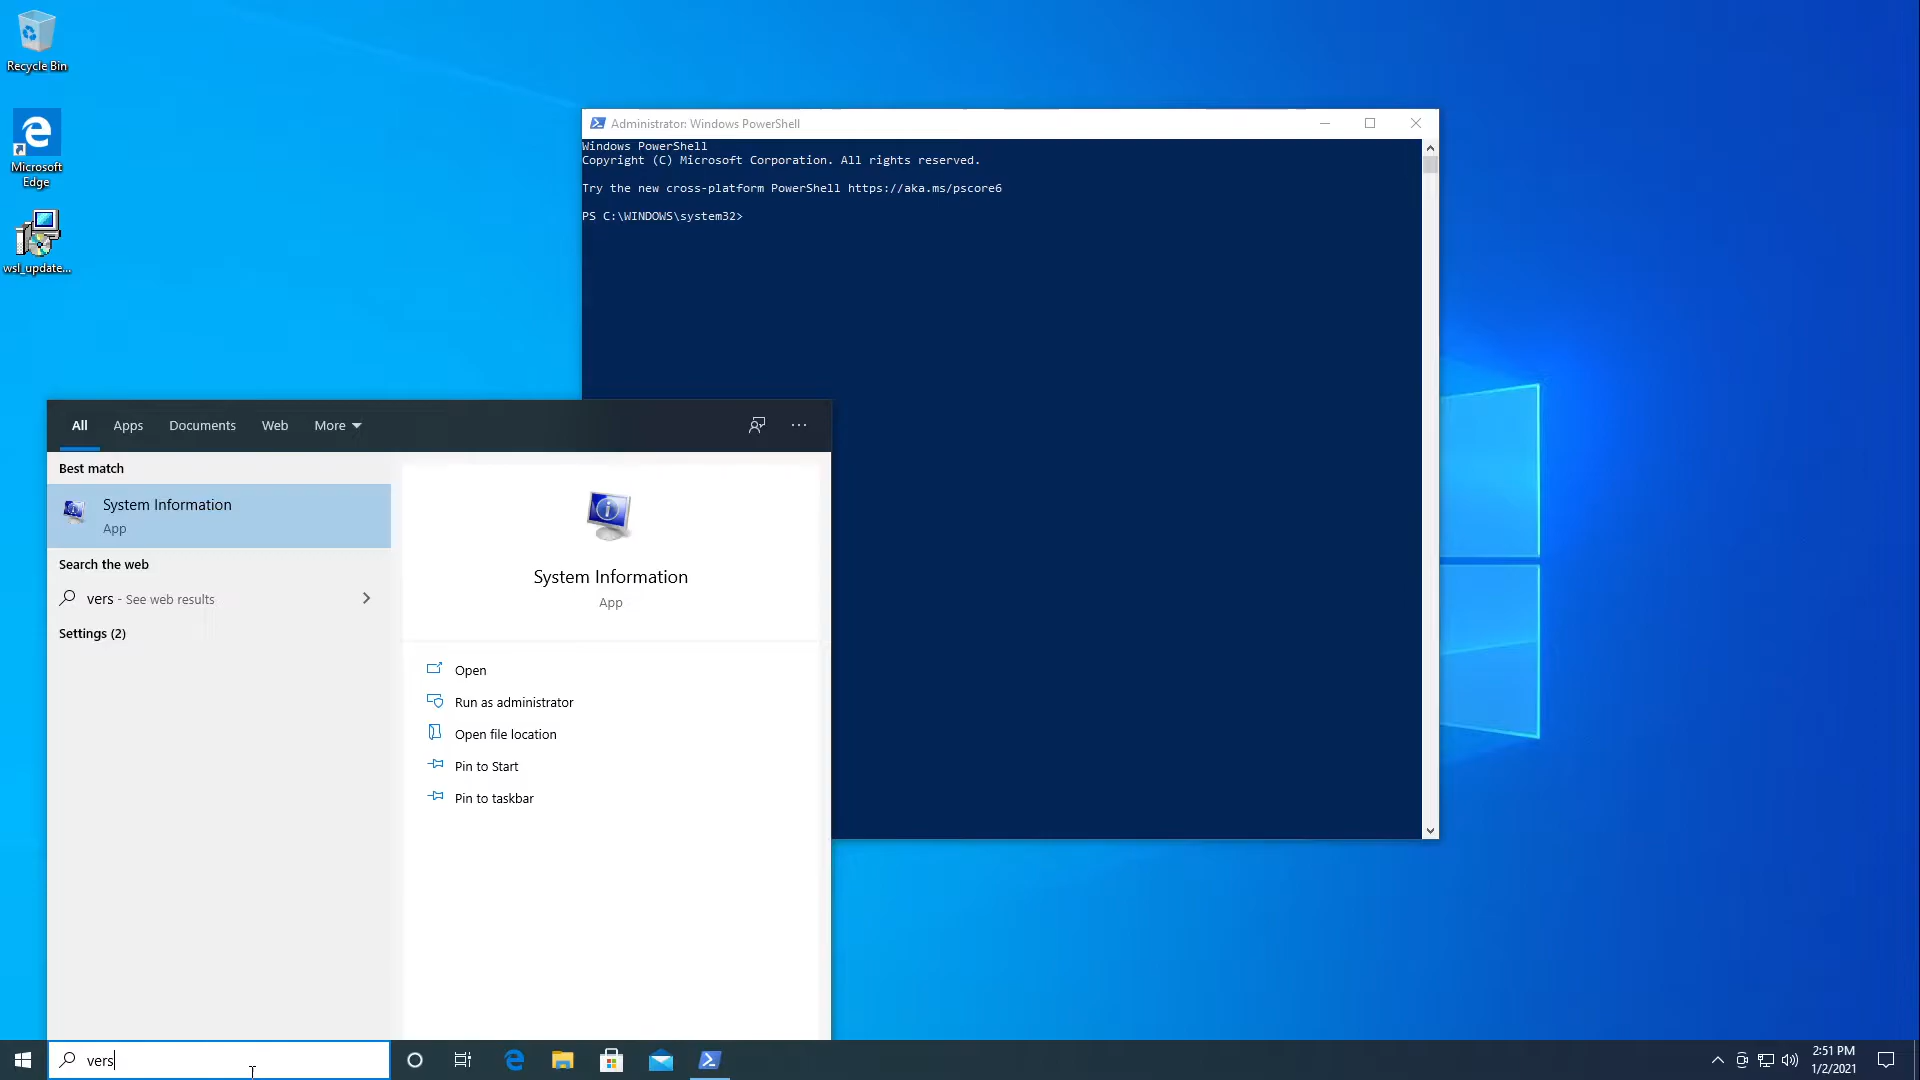 Recycle Bin
Microsoft
Edge
wsl_update...
Administrator: Windows PowerShell
Windows PowerShell
Copyright (C) Microsoft Corporation. All rights reserved.
Try the new cross-platform PowerShell https://aka.ms/pscore6
PS C:\WINDOWS\system32>
All
Apps
Documents
Web
More
Best match
System Information
App
Search the web
vers - See web results
Settings (2)
System Information
App
Open
Run as administrator
Open file location
Pin to Start
Pin to taskbar
vers
2:51 PM
1/2/2021